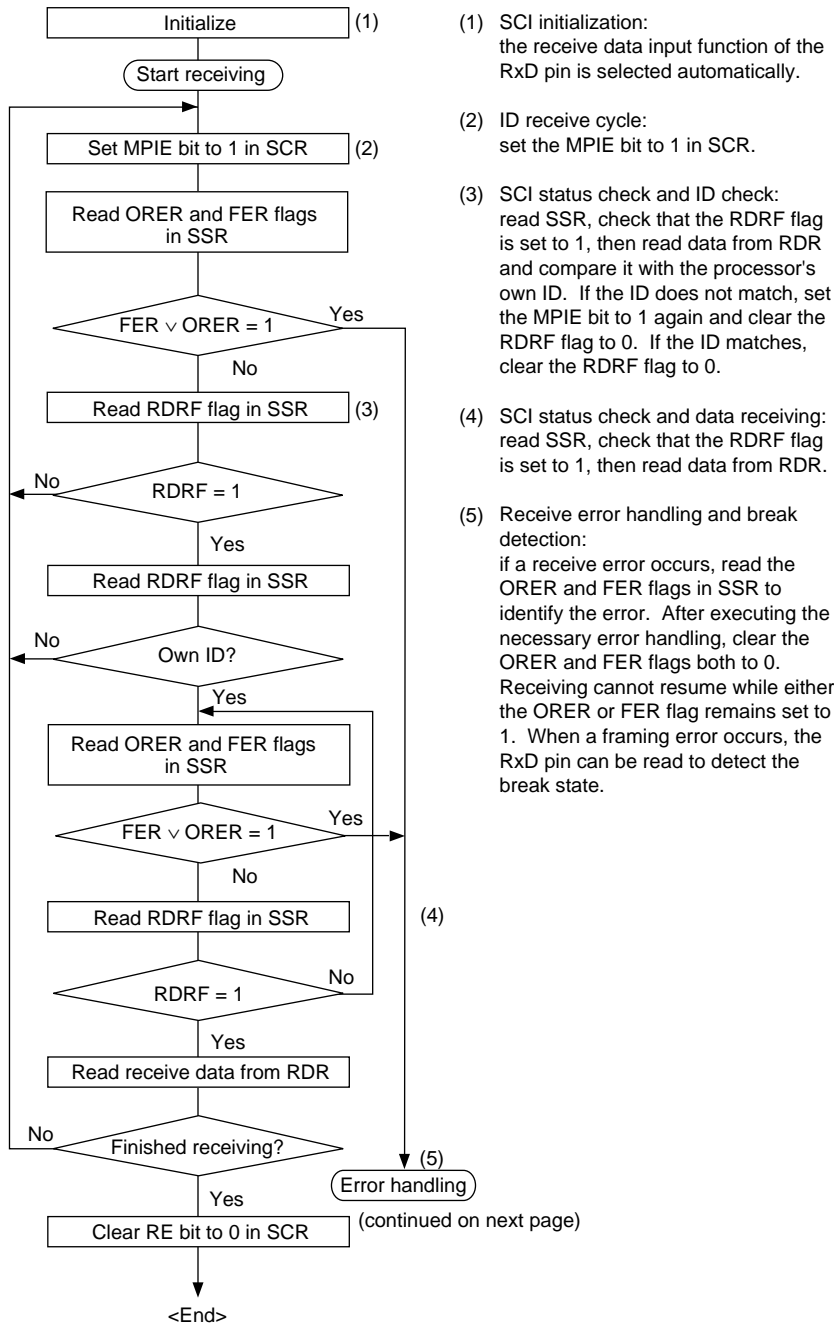 Initialize
(1)
Start receiving
Set MPIE bit to 1 in SCR
(2)
Read ORER and FER flags
in SSR
FER ∨ ORER = 1
Yes
No
Read RDRF flag in SSR
(3)
No
RDRF = 1
Yes
Read RDRF flag in SSR
No
Own ID?
Yes
Read ORER and FER flags
in SSR
FER ∨ ORER = 1
Yes
No
Read RDRF flag in SSR
(4)
RDRF = 1
No
Yes
Read receive data from RDR
No
Finished receiving?
(5)
Error handling
Yes
(continued on next page)
Clear RE bit to 0 in SCR
<End>
(1) SCI initialization:
the receive data input function of the
RxD pin is selected automatically.
(2) ID receive cycle:
set the MPIE bit to 1 in SCR.
(3) SCI status check and ID check:
read SSR, check that the RDRF flag
is set to 1, then read data from RDR
and compare it with the processor's
own ID. If the ID does not match, set
the MPIE bit to 1 again and clear the
RDRF flag to 0. If the ID matches,
clear the RDRF flag to 0.
(4) SCI status check and data receiving:
read SSR, check that the RDRF flag
is set to 1, then read data from RDR.
(5) Receive error handling and break
detection:
if a receive error occurs, read the
ORER and FER flags in SSR to
identify the error. After executing the
necessary error handling, clear the
ORER and FER flags both to 0.
Receiving cannot resume while either
the ORER or FER flag remains set to
1. When a framing error occurs, the
RxD pin can be read to detect the
break state.